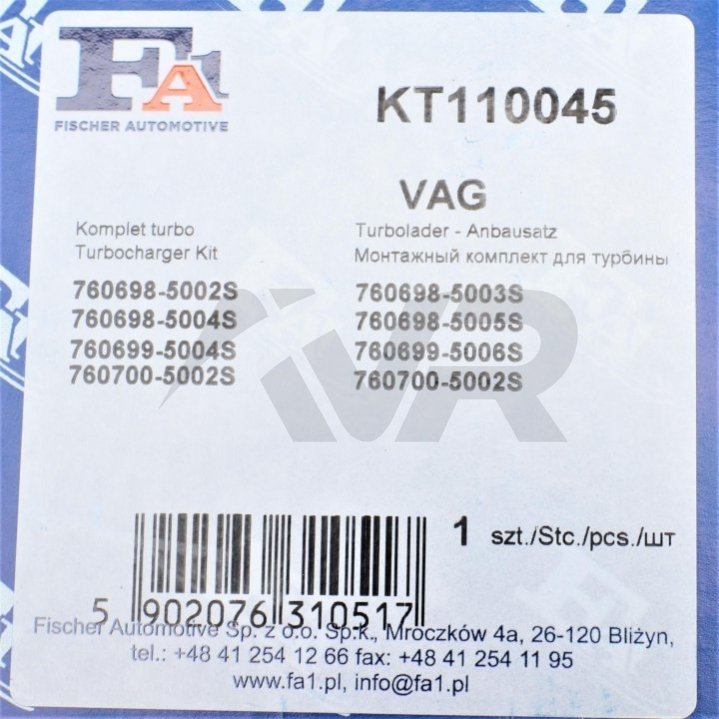 FA1
FISCHER AUTOMOTIVE
KT110045
VAG
Komplet turbo
Turbocharger Kit
Turbolader - Anbausatz
Монтажный комплект для турбины
760698-5002S 760698-5003S
760698-5004S 760698-5005S
760699-5004S 760699-5006S
760700-5002S 760700-5002S
AVR
1 szt./Stc./pcs./шт
5 902076 310517
Fischer Automotive Sp. z o.o. Sp.k., Mroczków 4a, 26-120 Bliżyn,
tel.: +48 41 254 12 66 fax: +48 41 254 11 95
www.fa1.pl, info@fa1.pl